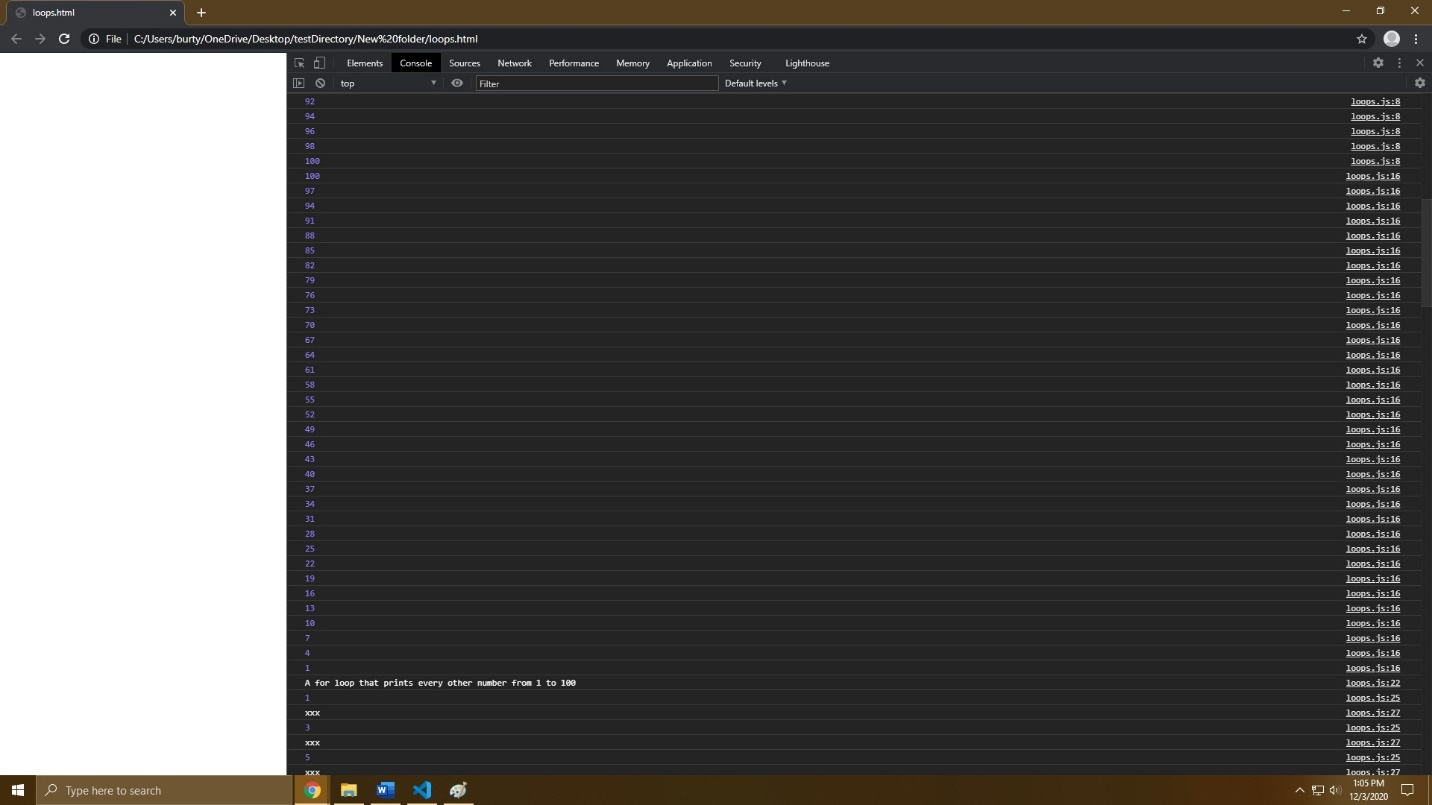 loops.html
File C:/Users/burty/OneDrive/Desktop/testDirectory/New%20folder/loops.html
Elements Console Sources Network Performance Memory Application Security Lighthouse
top Filter Default levels
92 loops.js:8
94 loops.js:8
96 loops.js:8
98 loops.js:8
100 loops.js:8
100 loops.js:16
97 loops.js:16
94 loops.js:16
91 loops.js:16
88 loops.js:16
85 loops.js:16
82 loops.js:16
79 loops.js:16
76 loops.js:16
73 loops.js:16
70 loops.js:16
67 loops.js:16
64 loops.js:16
61 loops.js:16
58 loops.js:16
55 loops.js:16
52 loops.js:16
49 loops.js:16
46 loops.js:16
43 loops.js:16
40 loops.js:16
37 loops.js:16
34 loops.js:16
31 loops.js:16
28 loops.js:16
25 loops.js:16
22 loops.js:16
19 loops.js:16
16 loops.js:16
13 loops.js:16
10 loops.js:16
7 loops.js:16
4 loops.js:16
1 loops.js:16
A for loop that prints every other number from 1 to 100 loops.js:22
1 loops.js:25
xxx loops.js:27
3 loops.js:25
xxx loops.js:27
5 loops.js:25
xxx loops.js:27
Type here to search
1:05 PM
12/3/2020